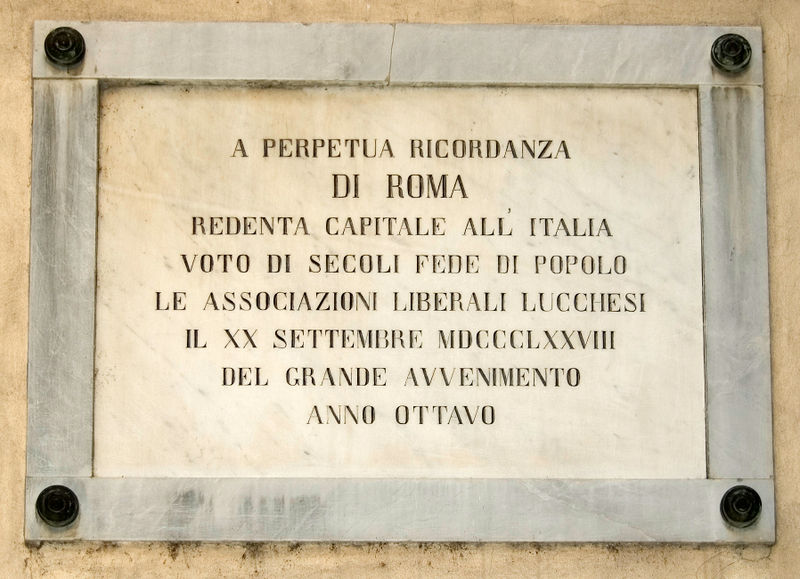 A PERPETUA RICORDANZA
DI ROMA
REDENTA CAPITALE ALL' ITALIA
VOTO DI SECOLI FEDE DI POPOLO
LE ASSOCIAZIONI LIBERALI LUCCHESI
IL XX SETTEMBRE MDCCCLXXVIII
DEL GRANDE AVVENIMENTO
ANNO OTTAVO